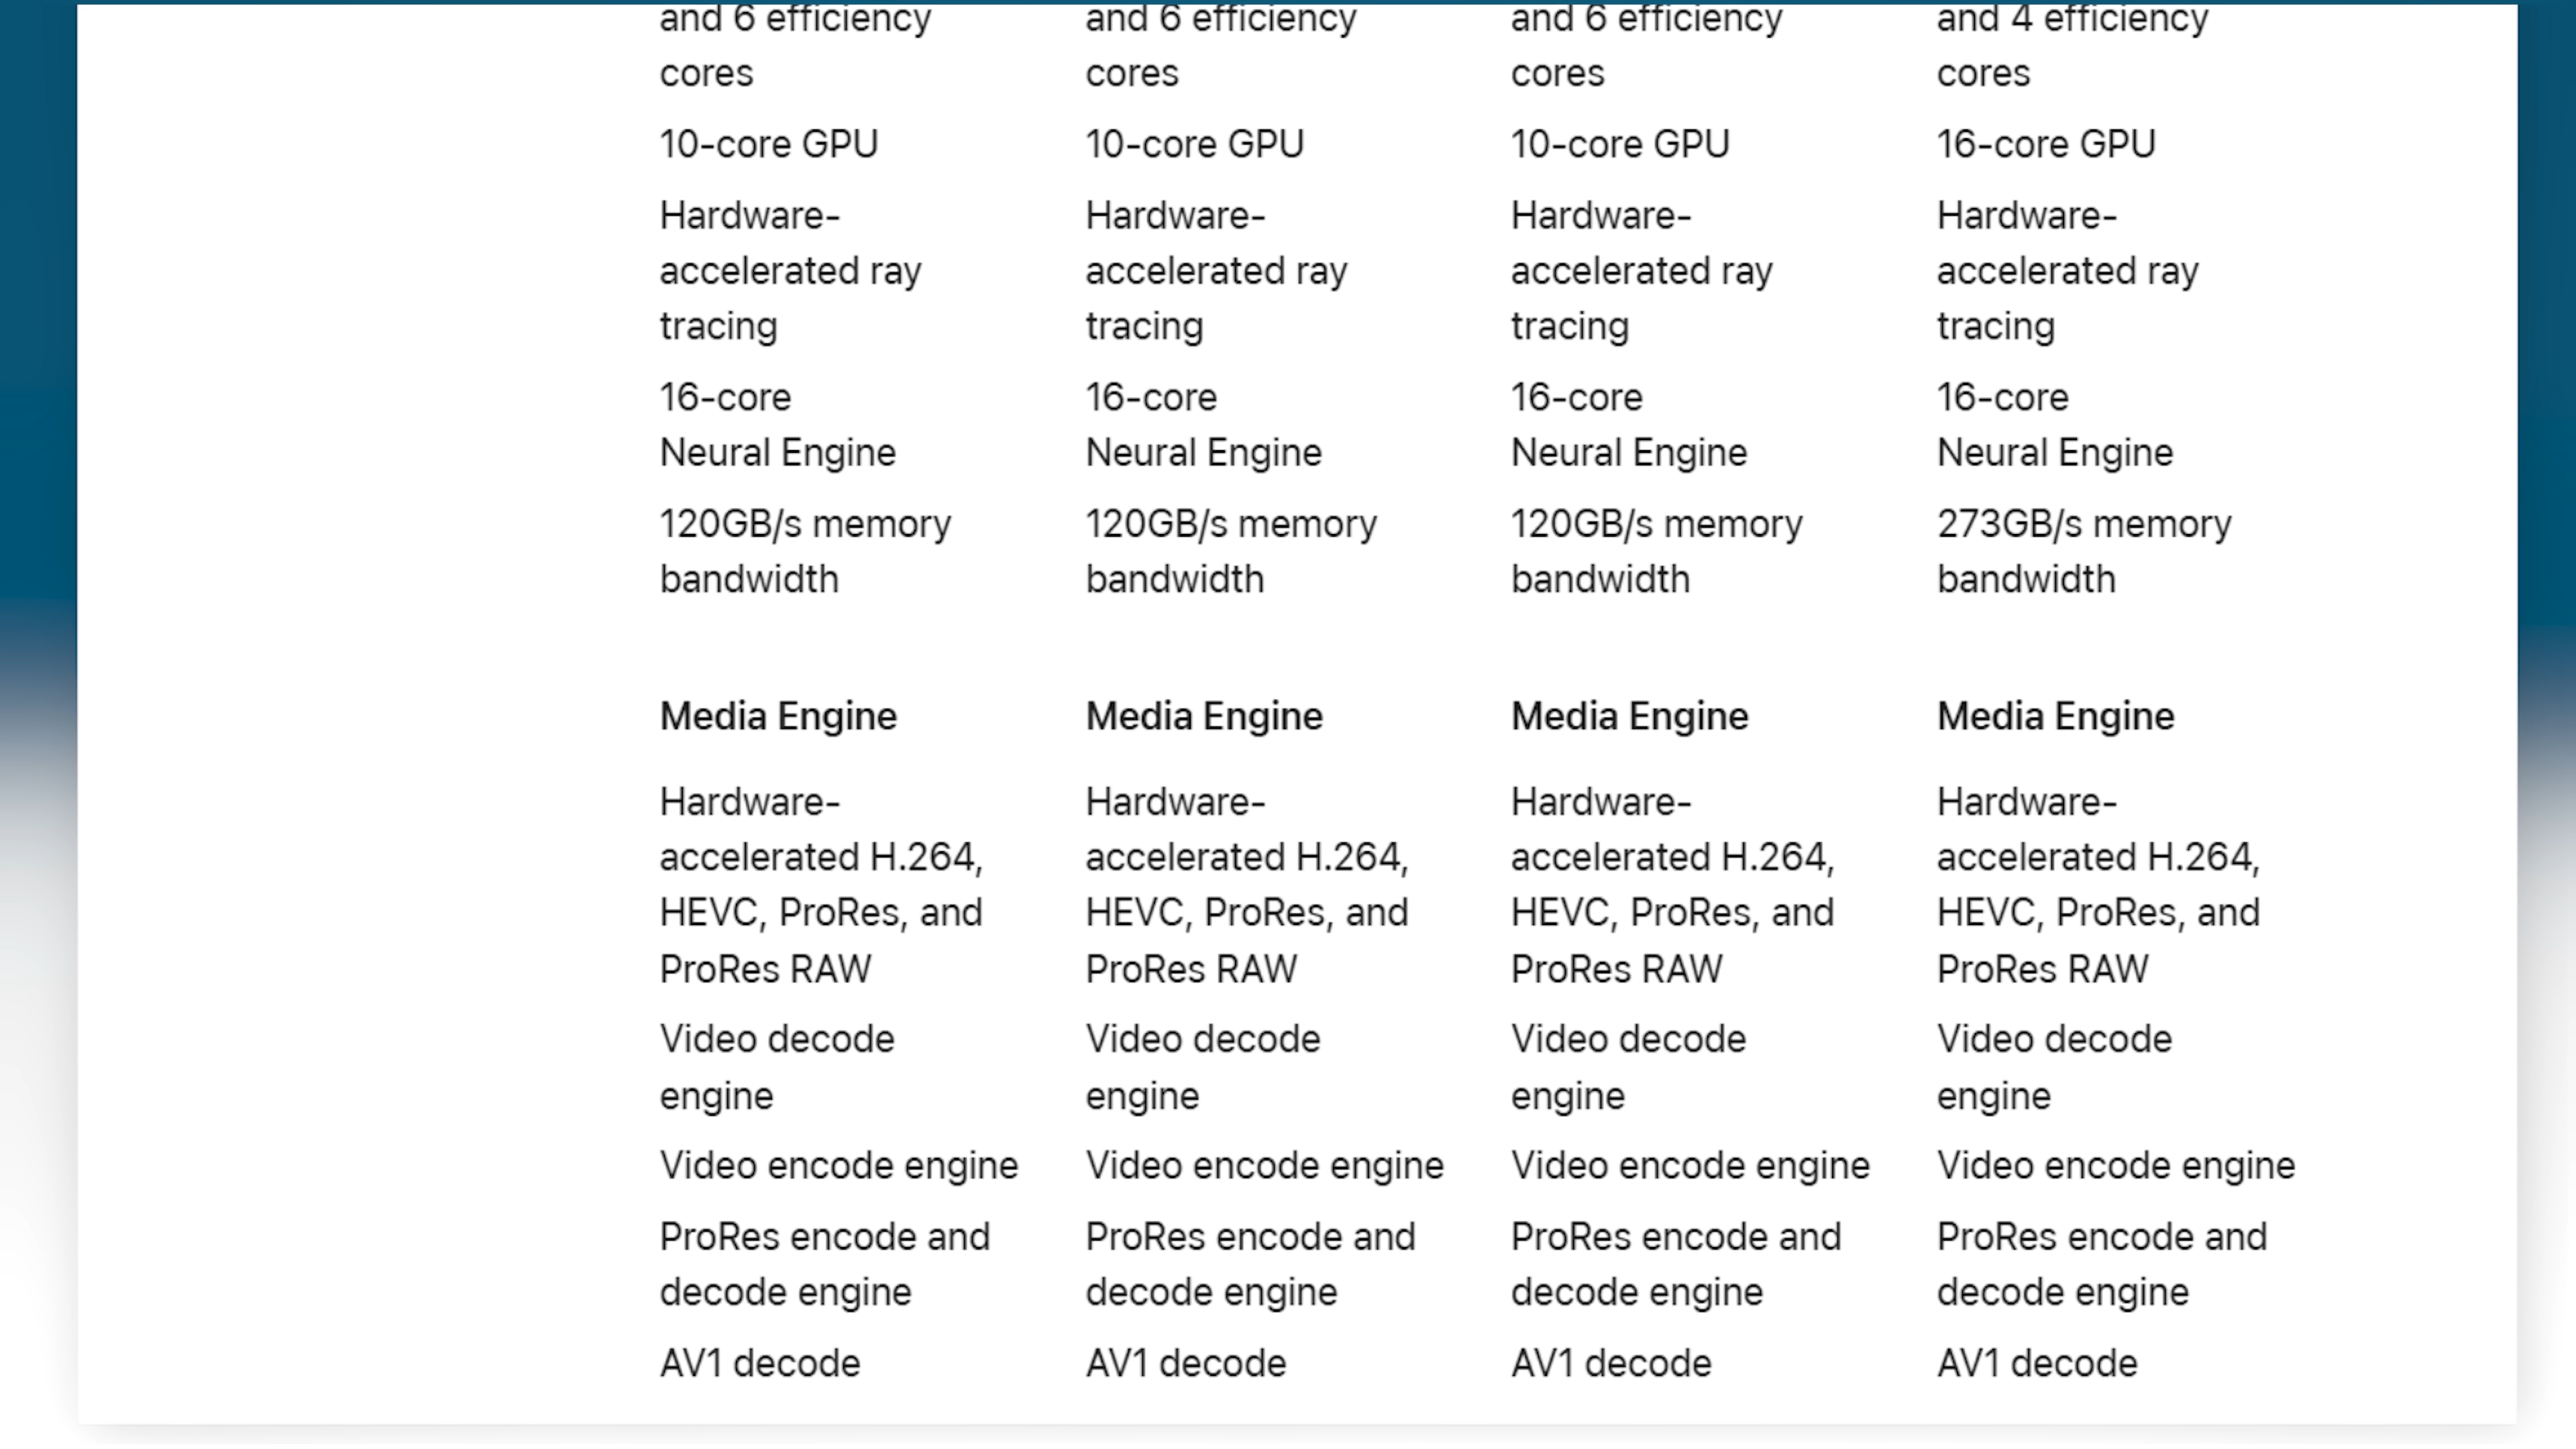 and 6 efficiency
cores
10-core GPU
Hardware-
accelerated ray
tracing
16-core
Neural Engine
120GB/s memory
bandwidth
Media Engine
Hardware-
accelerated H.264,
HEVC, ProRes, and
ProRes RAW
Video decode
engine
Video encode engine
ProRes encode and
decode engine
AV1 decode
and 6 efficiency
cores
10-core GPU
Hardware-
accelerated ray
tracing
16-core
Neural Engine
120GB/s memory
bandwidth
Media Engine
Hardware-
accelerated H.264,
HEVC, ProRes, and
ProRes RAW
Video decode
engine
Video encode engine
ProRes encode and
decode engine
AV1 decode
and 6 efficiency
cores
10-core GPU
Hardware-
accelerated ray
tracing
16-core
Neural Engine
120GB/s memory
bandwidth
Media Engine
Hardware-
accelerated H.264,
HEVC, ProRes, and
ProRes RAW
Video decode
engine
Video encode engine
ProRes encode and
decode engine
AV1 decode
and 4 efficiency
cores
16-core GPU
Hardware-
accelerated ray
tracing
16-core
Neural Engine
273GB/s memory
bandwidth
Media Engine
Hardware-
accelerated H.264,
HEVC, ProRes, and
ProRes RAW
Video decode
engine
Video encode engine
ProRes encode and
decode engine
AV1 decode